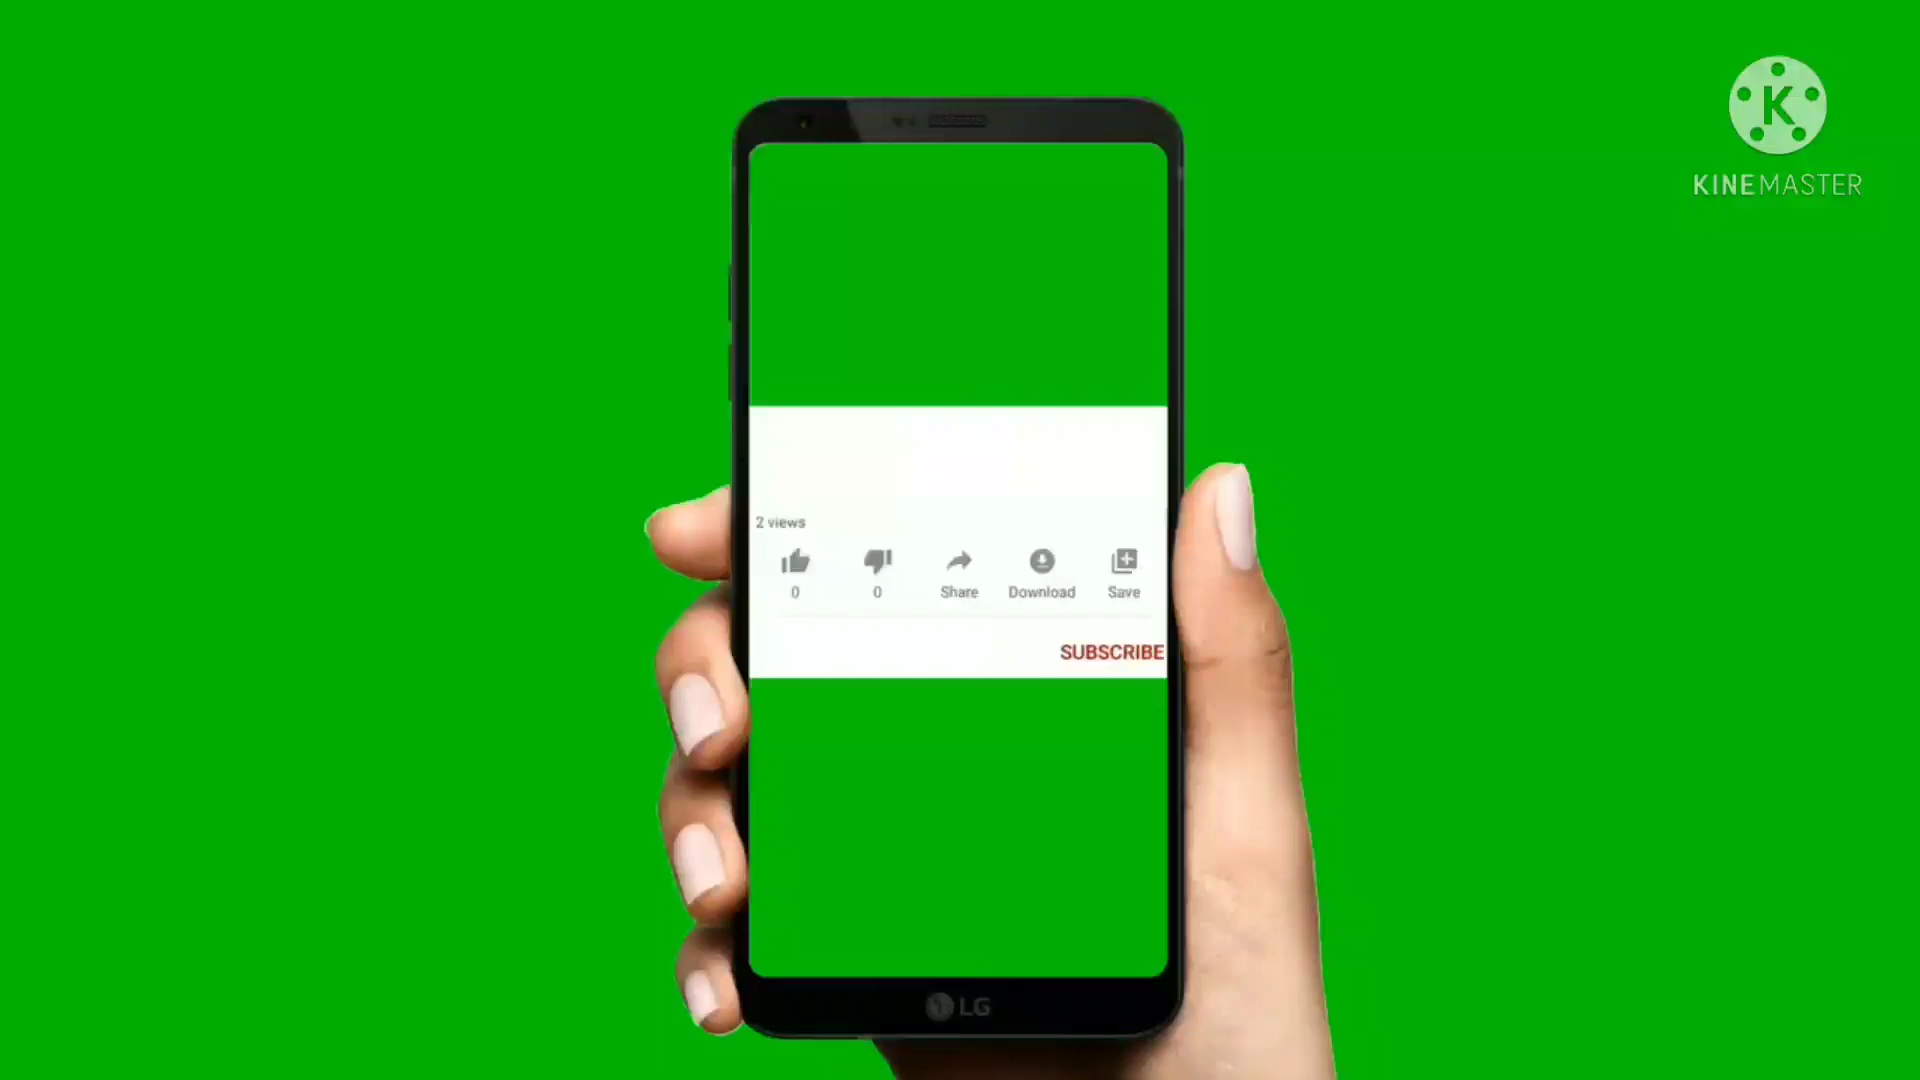 K
KINEMASTER
2 views
0 0 Share Download Save
SUBSCRIBE
LG